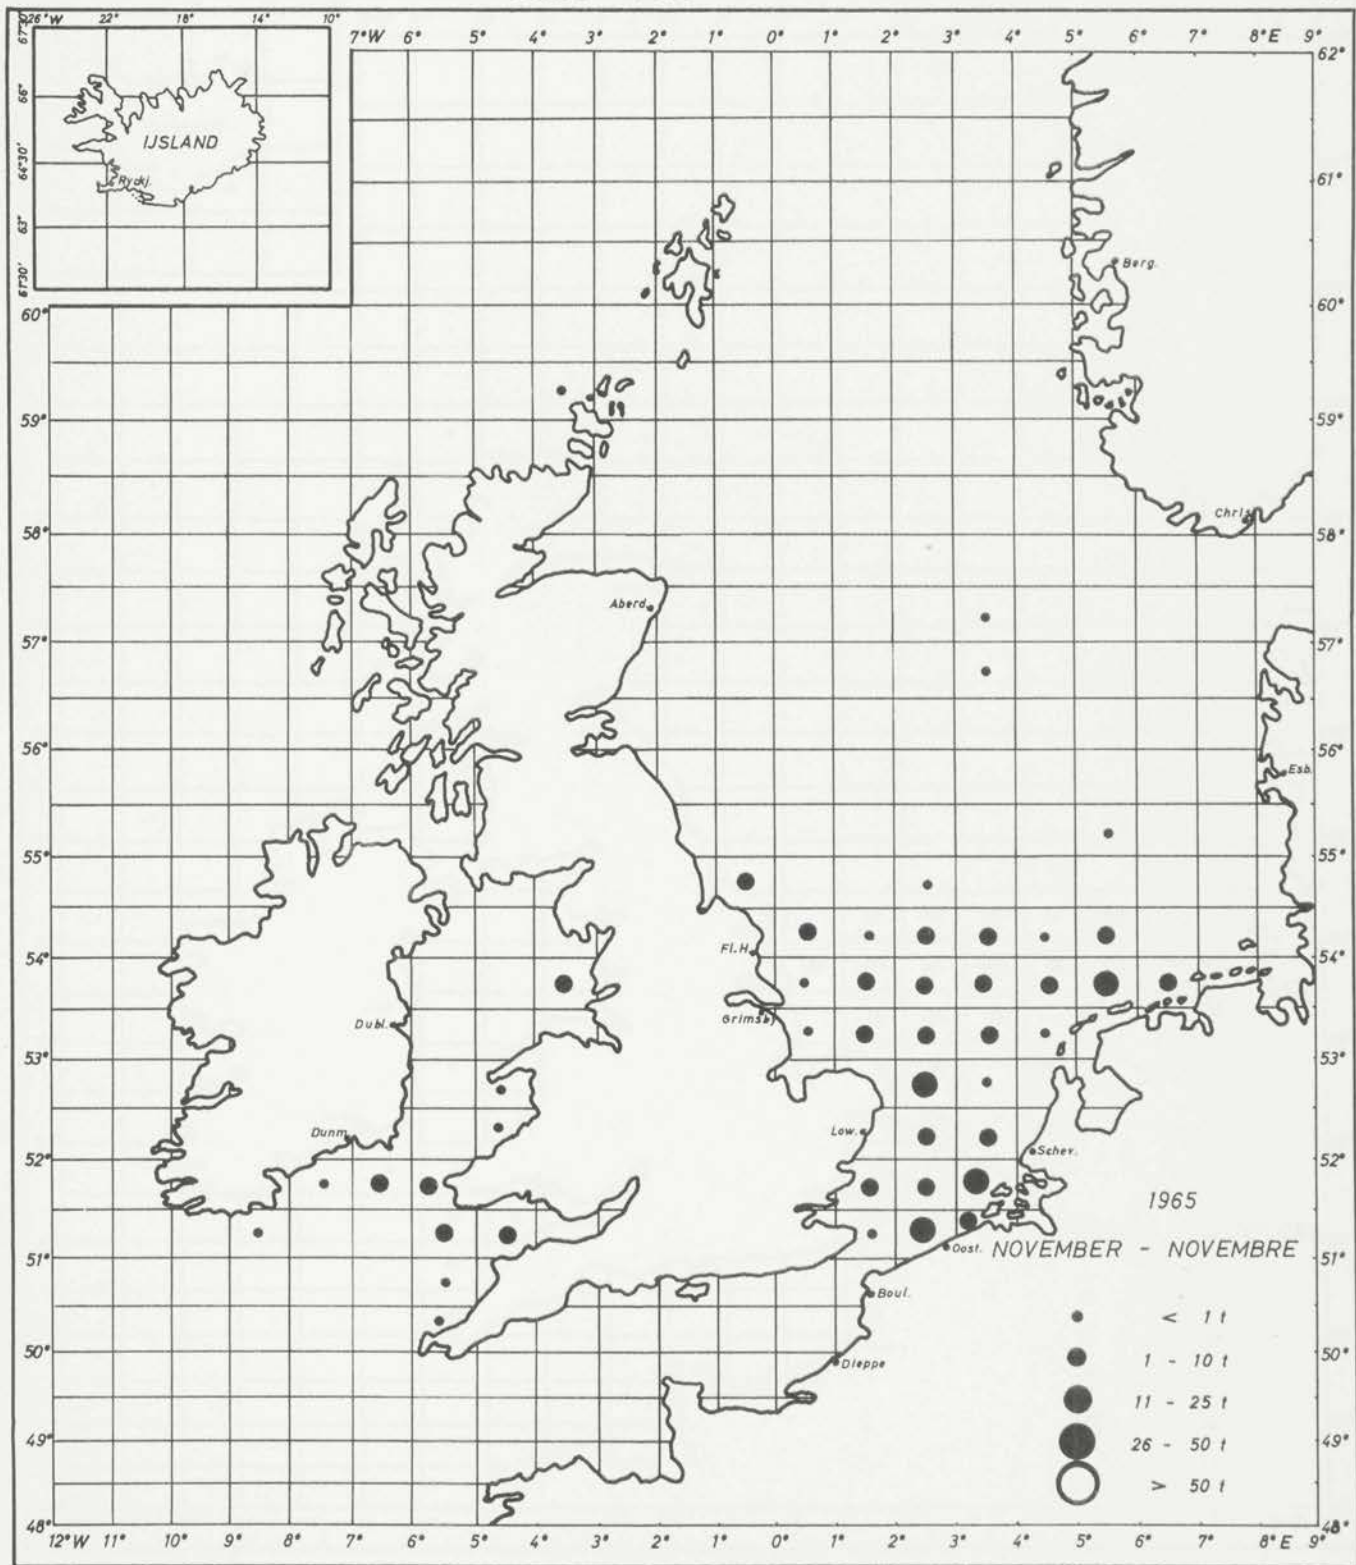 26°W 22° 18° 14° 10°
67°30'
66°
64°30'
63°
61°30'
IJSLAND
Rydkj.
7°W 6° 5° 4° 3° 2° 1° 0° 1° 2° 3° 4° 5° 6° 7° 8°E 9°
62°
61°
60° 60°
59° 59°
58° 58°
57° 57°
56° 56°
55° 55°
54° 54°
53° 53°
52° 52°
51° 51°
50° 50°
49° 49°
48° 48°
Berg.
Chris
Aberd.
Esb.
Fl.H
Grimsby
Dubl.
Dunm.
Low.
Schev.
Oost.
Boul.
Dieppe
1965
NOVEMBER - NOVEMBRE
< 1 t
1 - 10 t
11 - 25 t
26 - 50 t
> 50 t
12°W 11° 10° 9° 8° 7° 6° 5° 4° 3° 2° 1° 0° 1° 2° 3° 4° 5° 6° 7° 8°E 9°